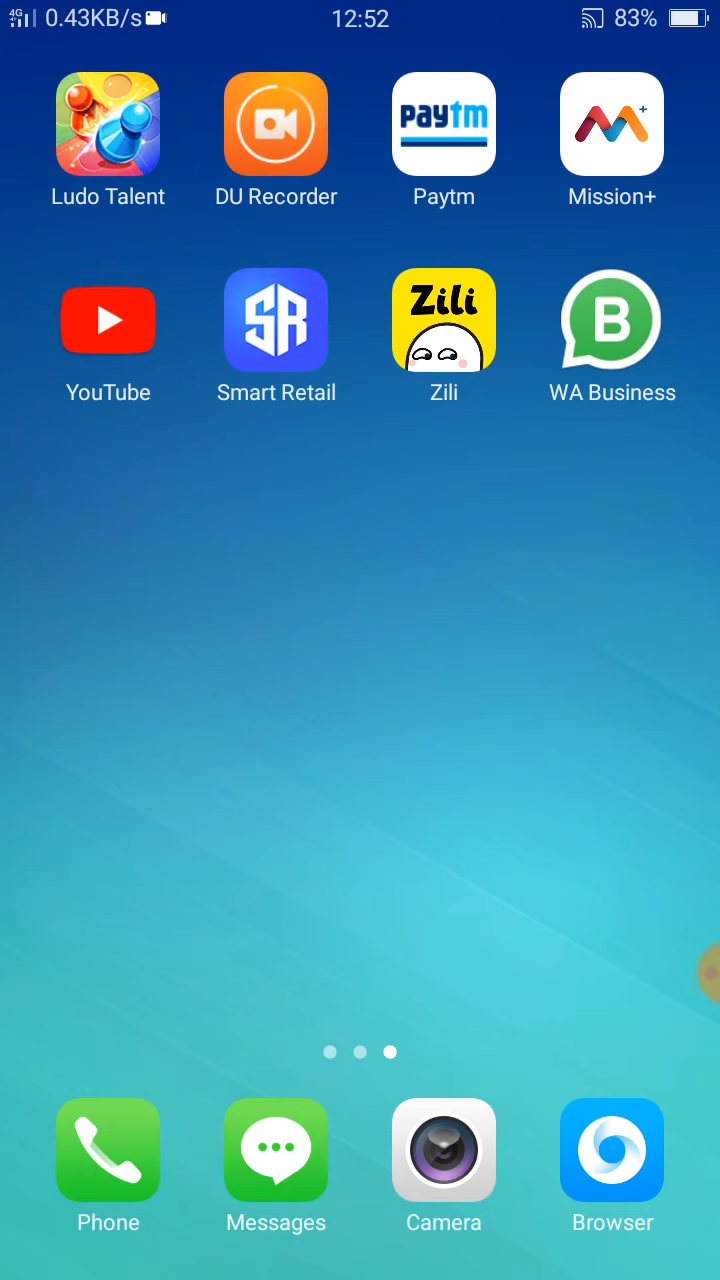 4G 0.43KB/s 12:52 83%
Ludo Talent DU Recorder Paytm Mission+
paytm
YouTube Smart Retail Zili WA Business
SR Zili B
Phone Messages Camera Browser